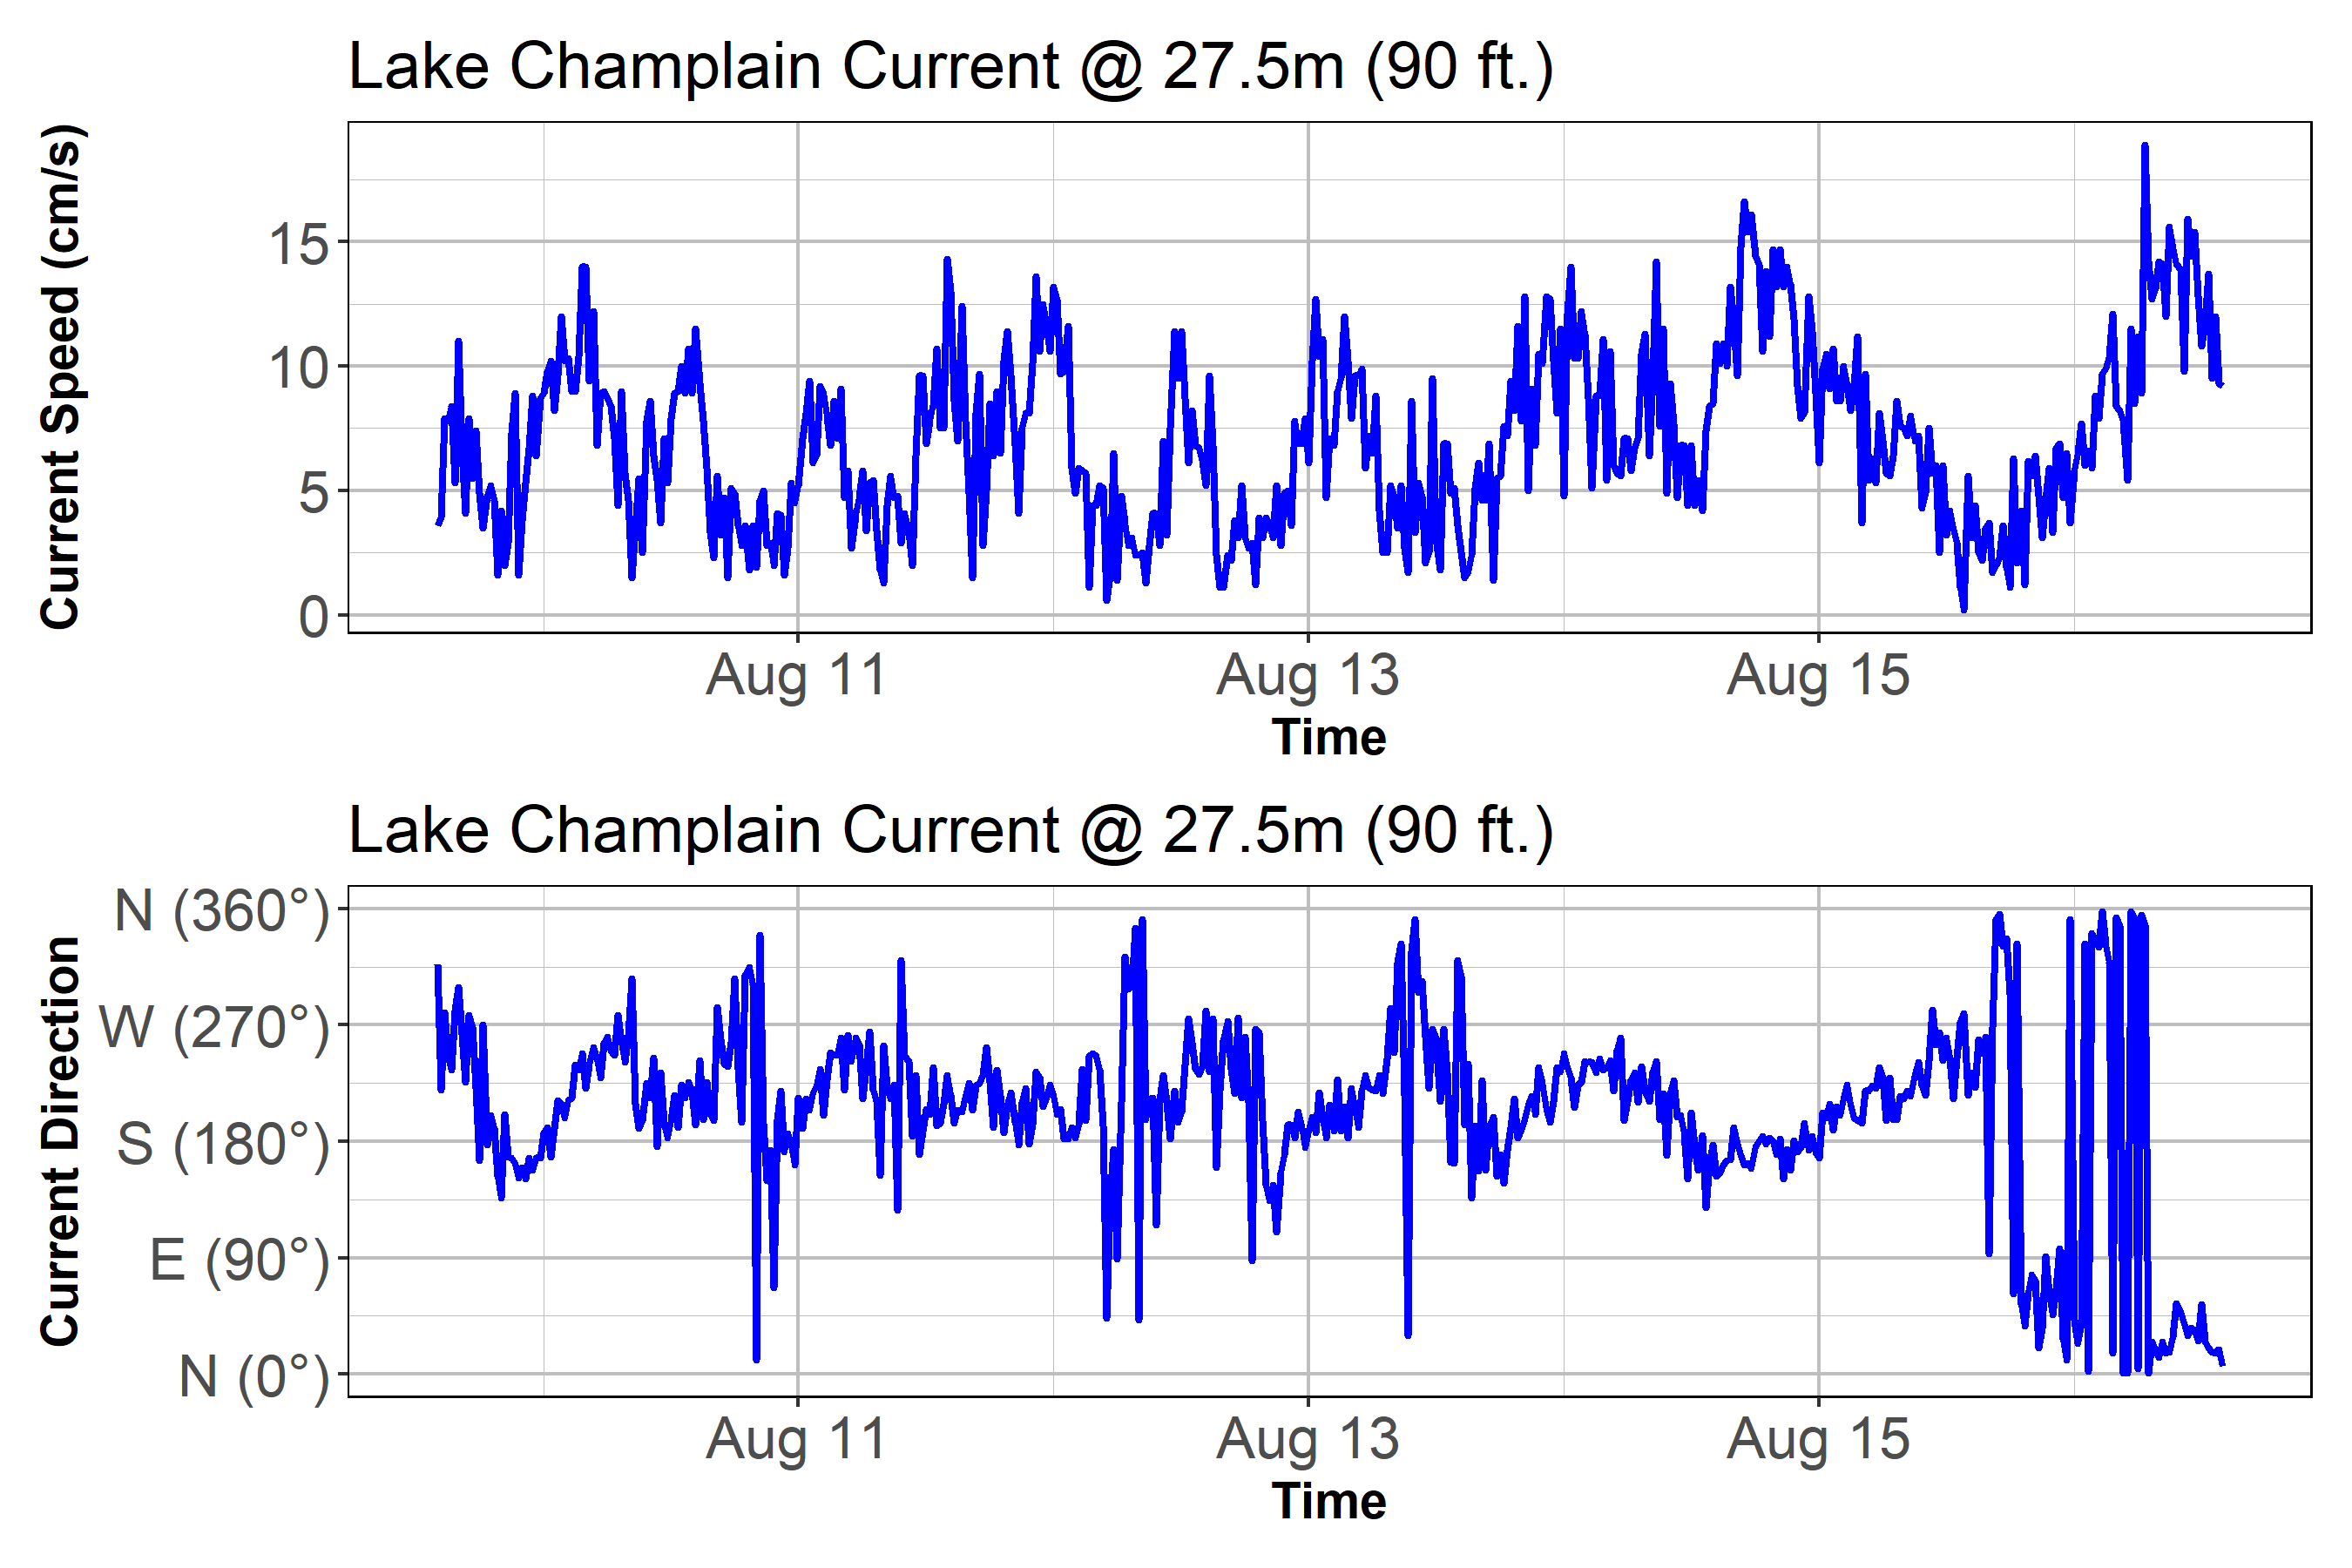 Lake Champlain Current @ 27.5m (90 ft.)
Current Speed (cm/s)
15
10
5
0
Aug 11 Aug 13 Aug 15
Time
Lake Champlain Current @ 27.5m (90 ft.)
Current Direction
N (360°)
W (270°)
S (180°)
E (90°)
N (0°)
Aug 11 Aug 13 Aug 15
Time